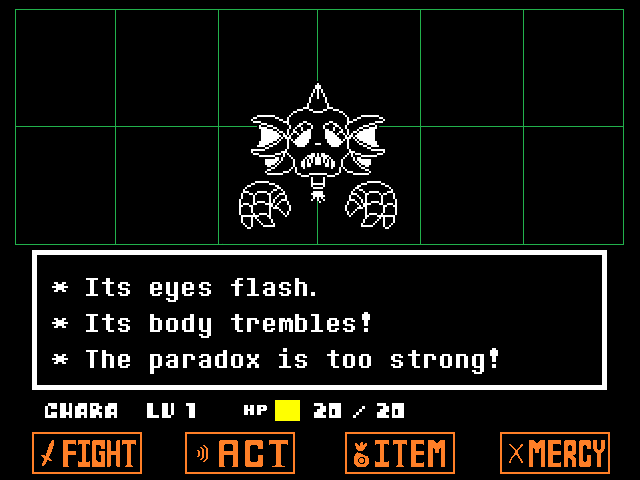 * Its eyes flash.
* Its body trembles!
* The paradox is too strong!
CHARA LV 1 HP 20 / 20
FIGHT ACT ITEM MERCY